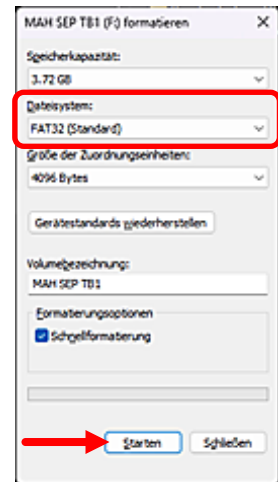 MAH SEP TB1 (F:) formatieren
Speicherkapazität:
3.72 GB
Dateisystem:
FAT32 (Standard)
Größe der Zuordnungseinheiten:
4096 Bytes
Gerätestandards wiederherstellen
Volumebezeichnung:
MAH SEP TB1
Formatierungsoptionen
Schnellformatierung
Starten Schließen